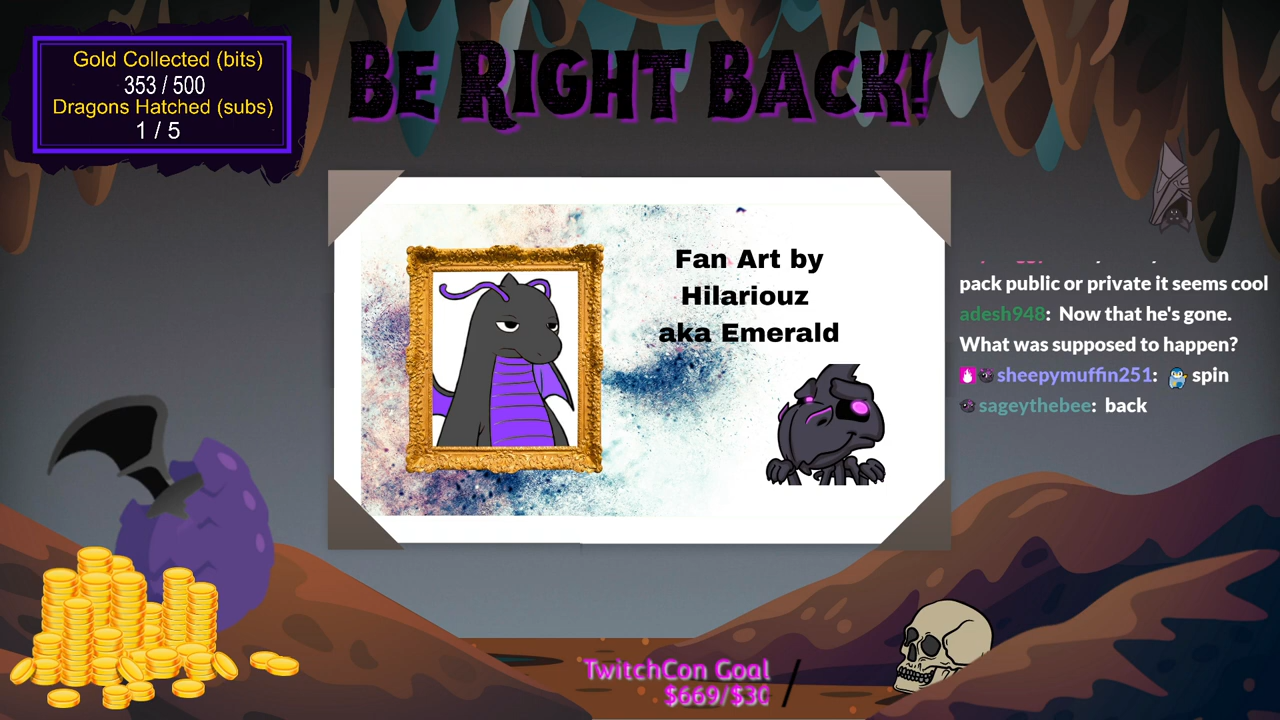 Gold Collected (bits)
353 / 500
Dragons Hatched (subs)
1 / 5
BE RIGHT BACK!
Fan Art by
Hilariouz
aka Emerald
pack public or private it seems cool
adesh948: Now that he's gone.
What was supposed to happen?
sheepymuffin251: spin
sageythebee: back
TwitchCon Goal
$669/$30